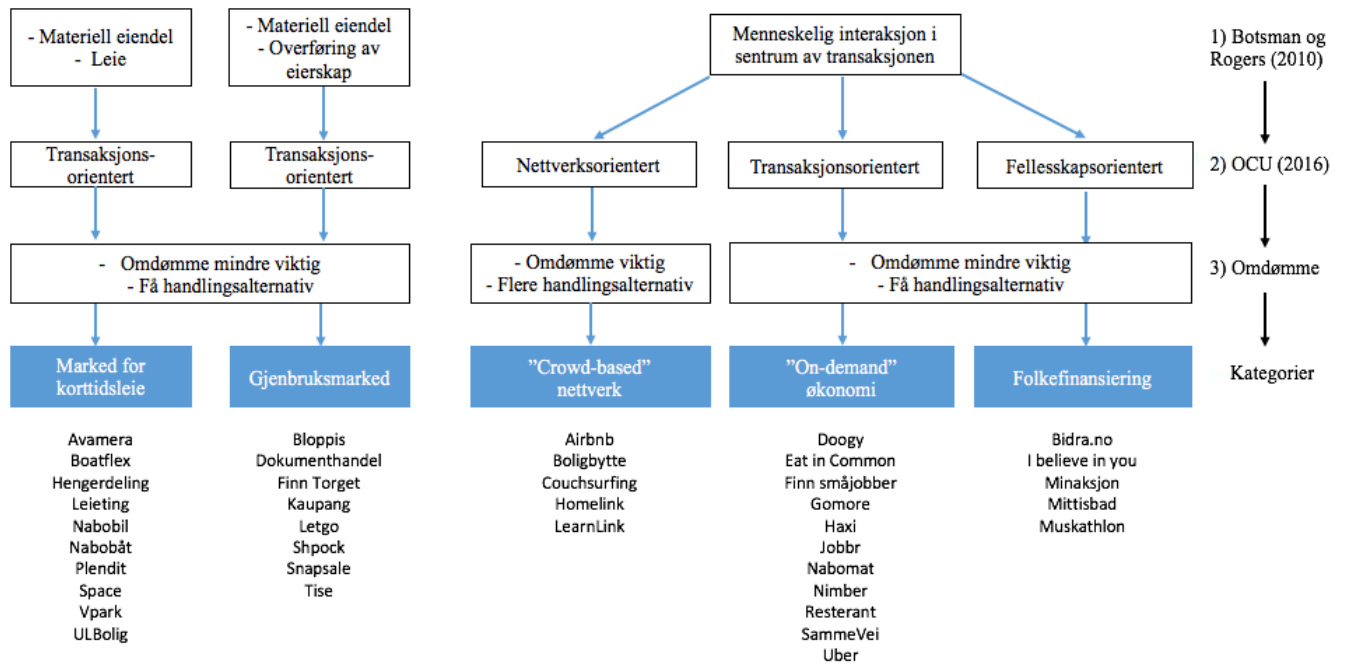 - Materiell eiendel
- Leie
- Materiell eiendel
- Overføring av
eierskap
Menneskelig interaksjon i
sentrum av transaksjonen
1) Botsman og
Rogers (2010)
Transaksjons-
orientert
Transaksjons-
orientert
Nettverksorientert
Transaksjonsorientert
Fellesskapsorientert
2) OCU (2016)
- Omdømme mindre viktig
- Få handlingsalternativ
- Omdømme viktig
- Flere handlingsalternativ
- Omdømme mindre viktig
- Få handlingsalternativ
3) Omdømme
Marked for
korttidsleie
Gjenbruksmarked
”Crowd-based”
nettverk
”On-demand”
økonomi
Folkefinansiering
Kategorier
Avamera
Boatflex
Hengerdeling
Leieting
Nabobil
Nabobåt
Plendit
Space
Vpark
ULBolig
Bloppis
Dokumenthandel
Finn Torget
Kaupang
Letgo
Shpock
Snapsale
Tise
Airbnb
Boligbytte
Couchsurfing
Homelink
LearnLink
Doogy
Eat in Common
Finn småjobber
Gomore
Haxi
Jobbr
Nabomat
Nimber
Resterant
SammeVei
Uber
Bidra.no
I believe in you
Minaksjon
Mittisbad
Muskathlon